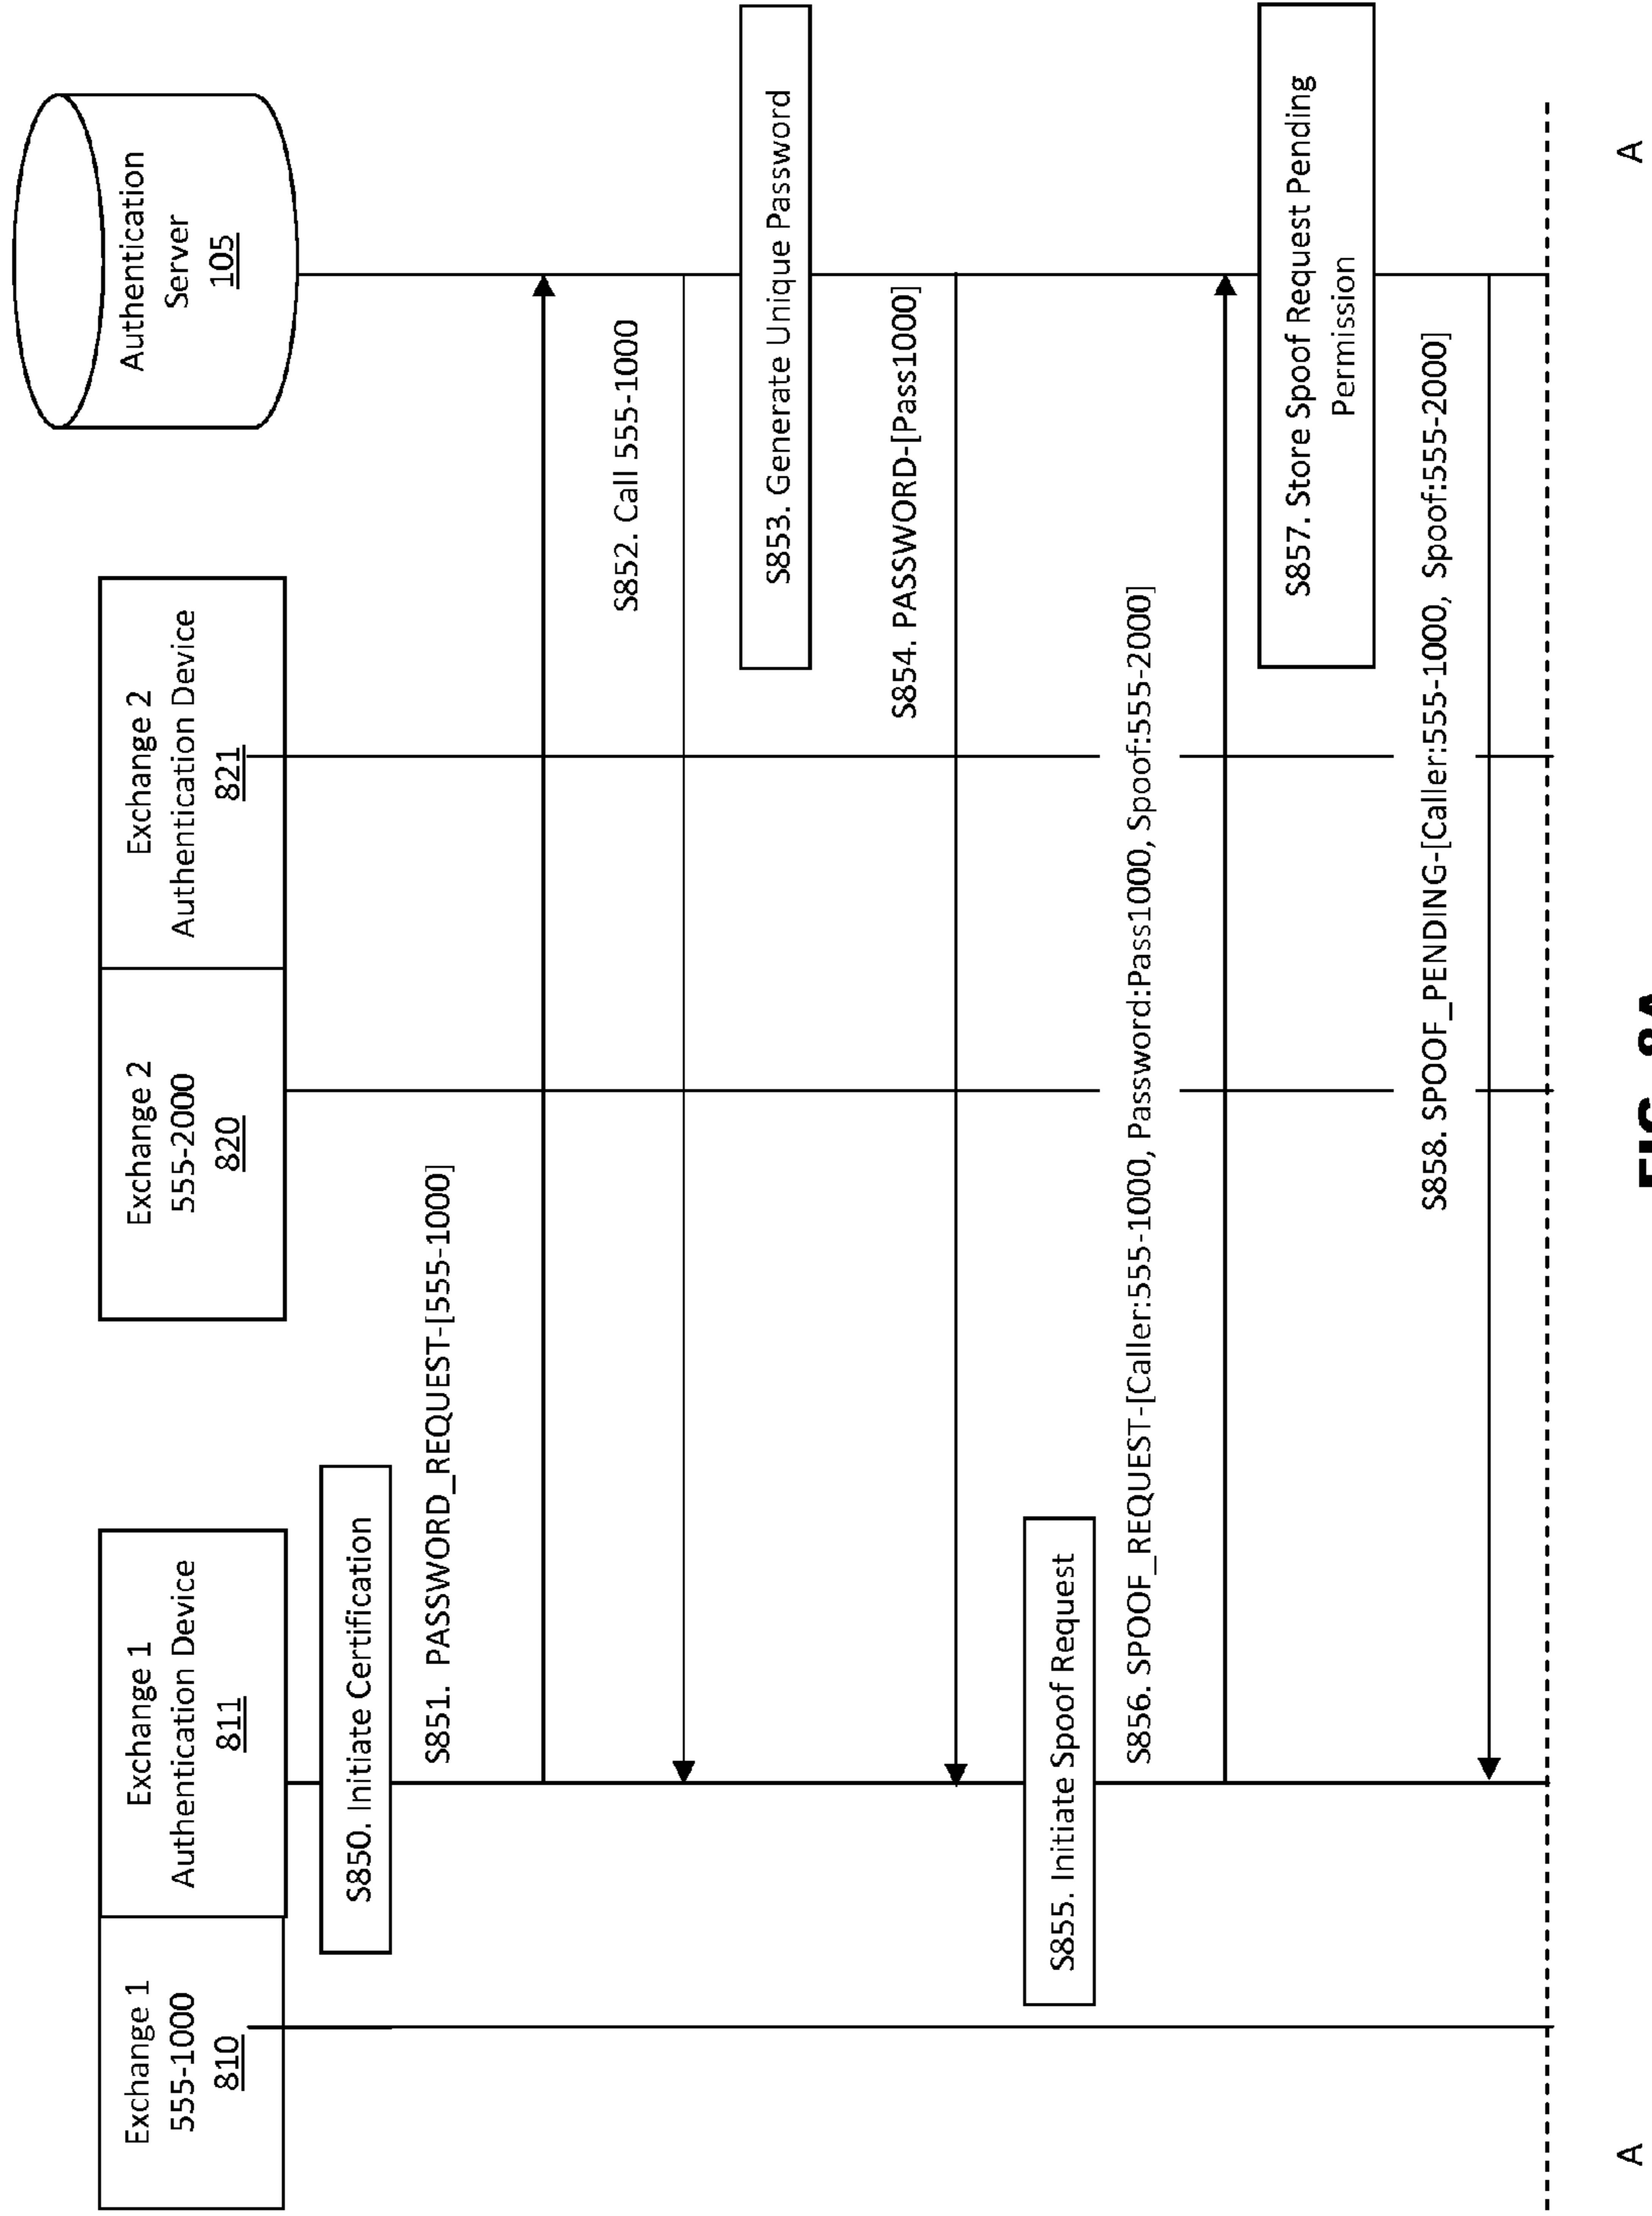 Exchange 1
555-1000
810
Exchange 1
Authentication Device
811
Exchange 2
555-2000
820
Exchange 2
Authentication Device
821
Authentication
Server
105
S850. Initiate Certification
S851. PASSWORD_REQUEST-[555-1000]
S852. Call 555-1000
S853. Generate Unique Password
S854. PASSWORD-[Pass1000]
S855. Initiate Spoof Request
S856. SPOOF_REQUEST-[Caller:555-1000, Password:Pass1000, Spoof:555-2000]
S857. Store Spoof Request Pending
Permission
S858. SPOOF_PENDING-[Caller:555-1000, Spoof:555-2000]
A
A
FIG. 8A